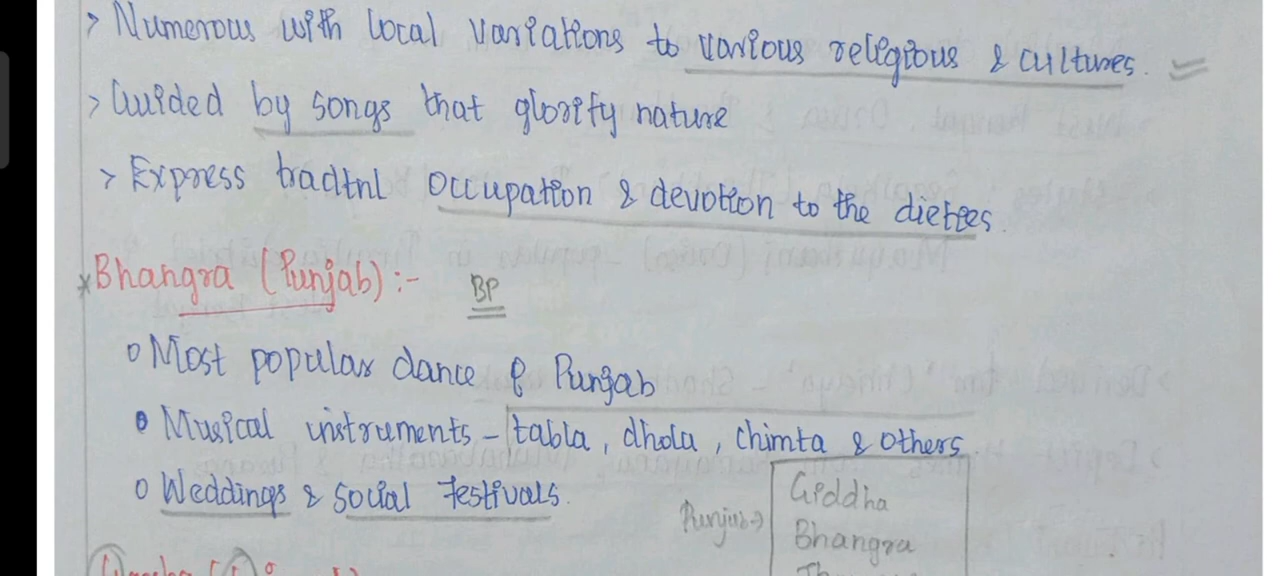 > Numerous with local variations to various religious & cultures.
> Guided by songs that glorify nature
> Express tradtnl occupation & devotion to the dieties.
* Bhangra (Punjab) :- BP
o Most popular dance of Punjab
• Musical instruments - tabla, dhola, chimta & others
o Weddings & social festivals.
Punjab →
Giddha
Bhangra